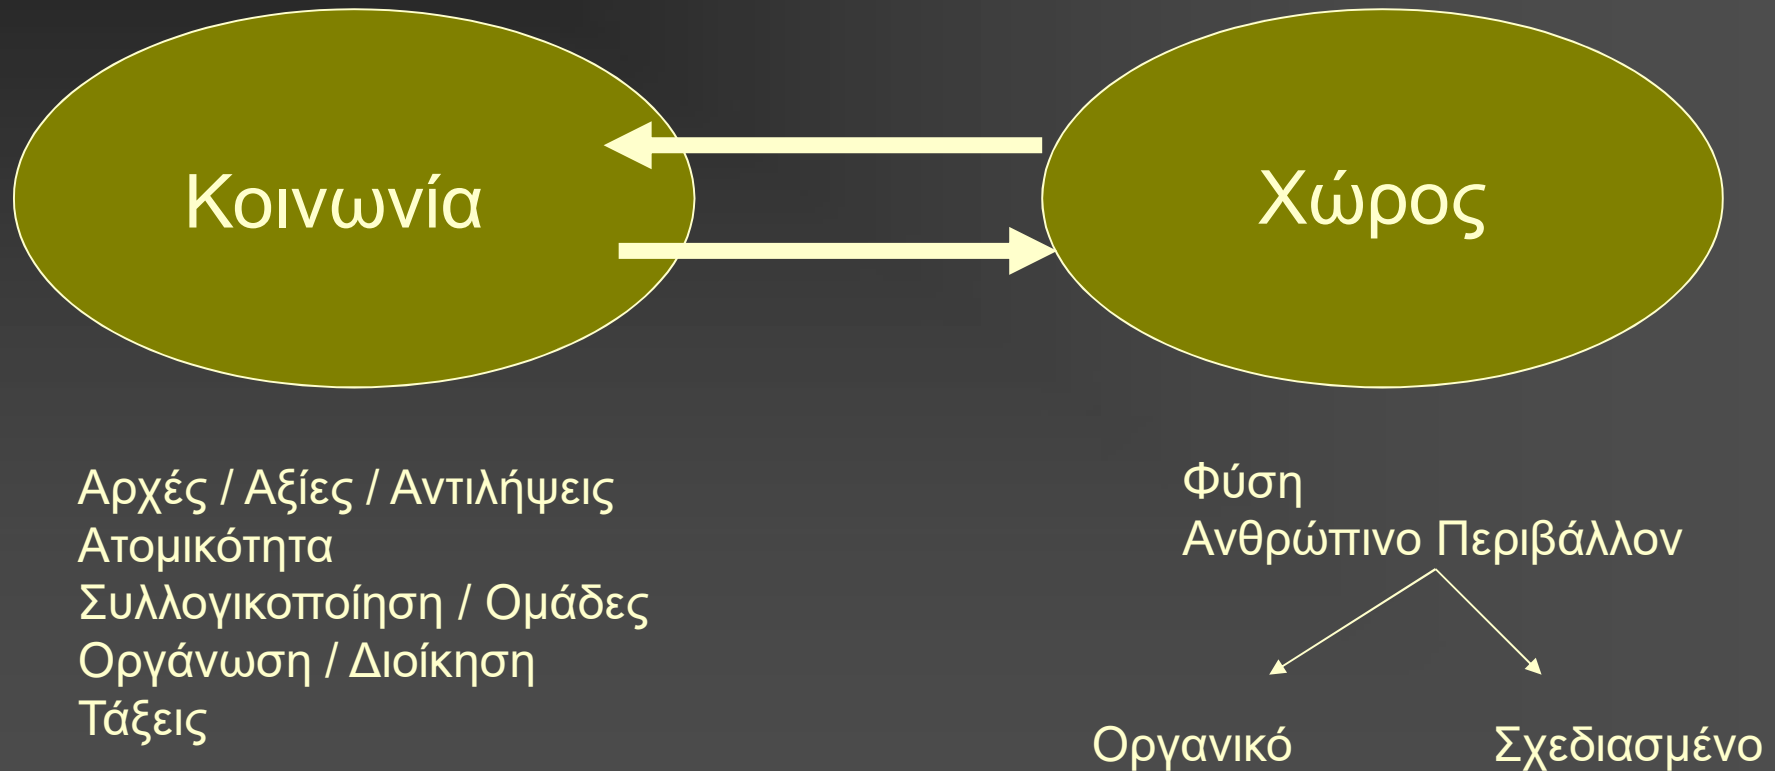 Κοινωνία
Χώρος
Αρχές / Αξίες / Αντιλήψεις
Ατομικότητα
Συλλογικοποίηση / Ομάδες
Οργάνωση / Διοίκηση
Τάξεις
Φύση
Ανθρώπινο Περιβάλλον
Οργανικό
Σχεδιασμένο